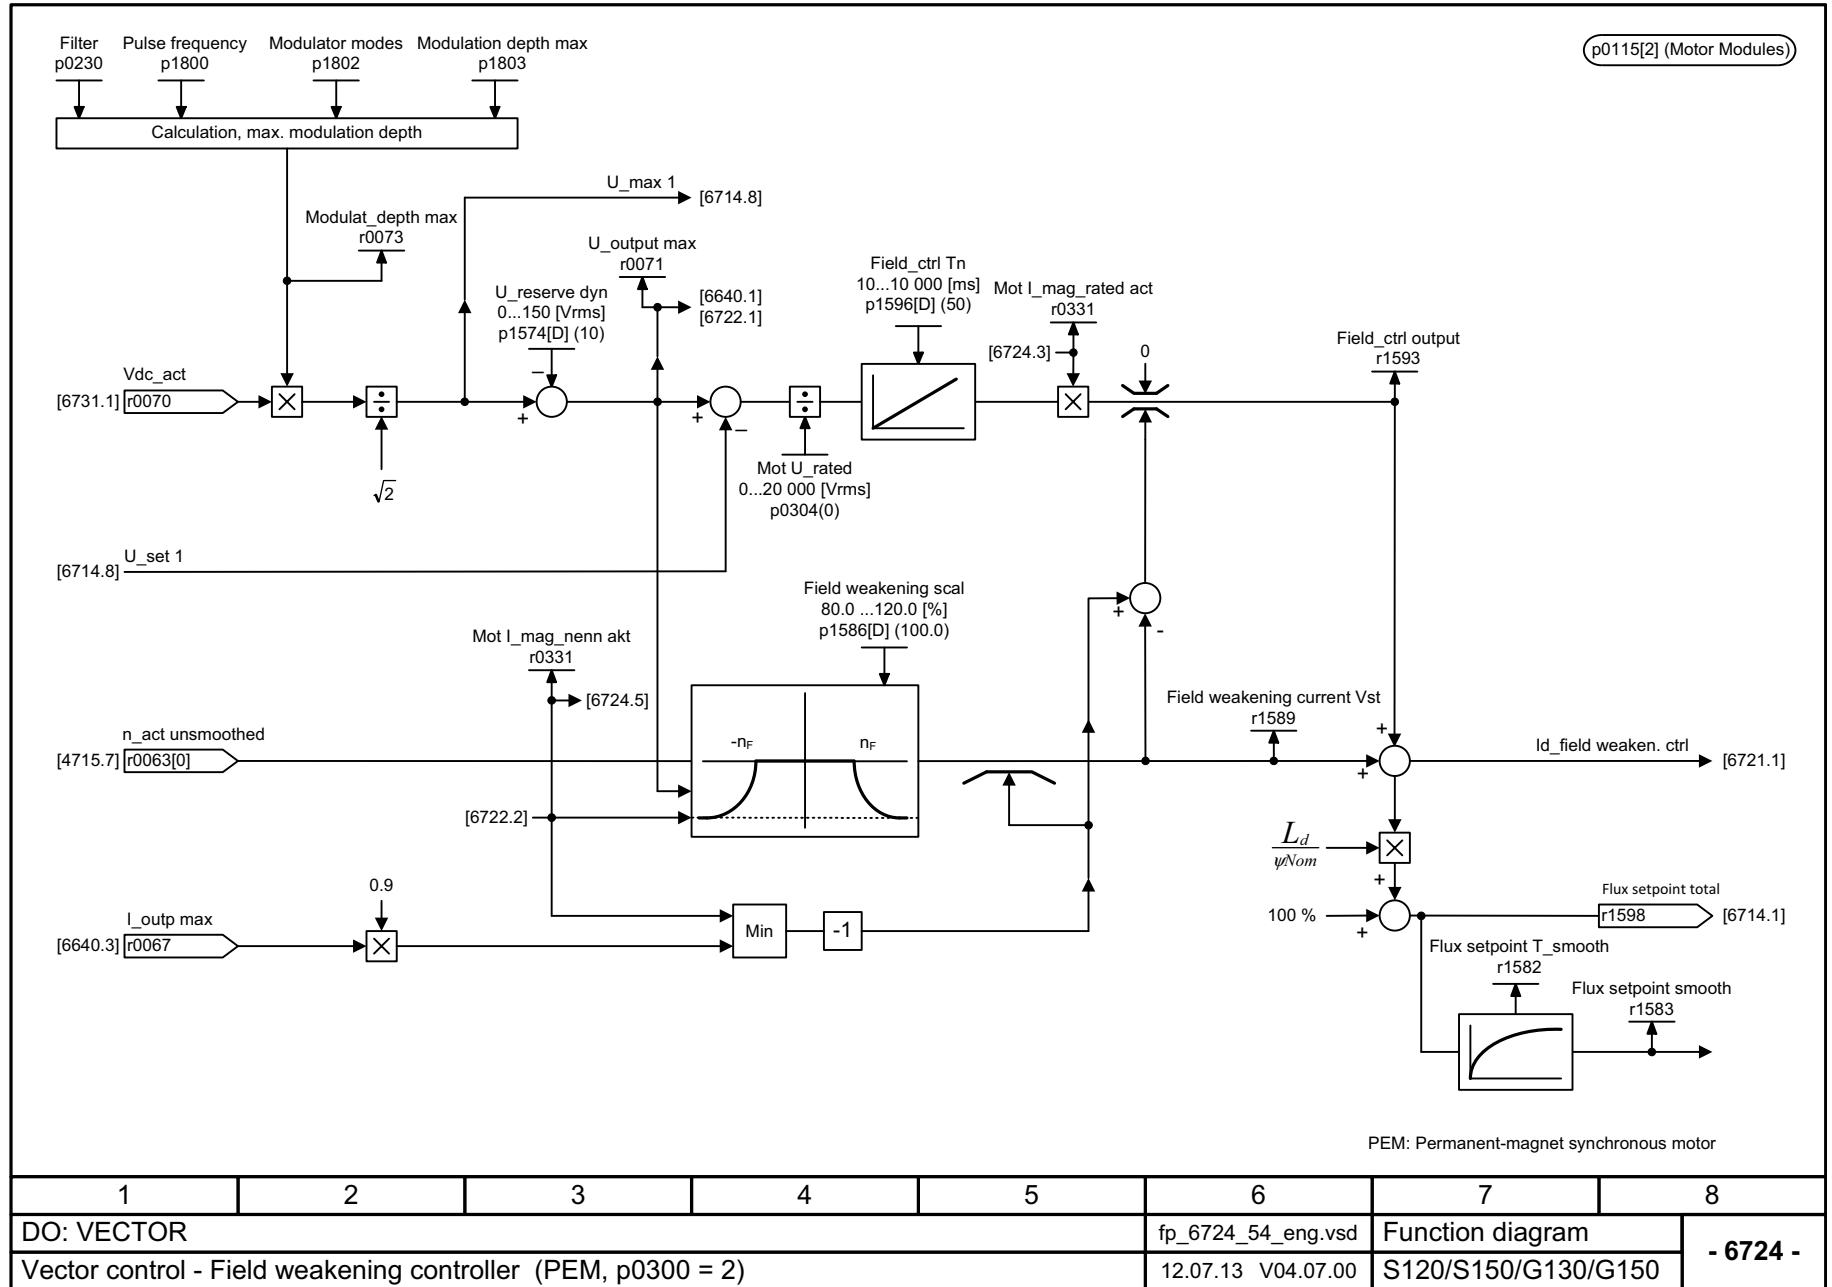 Filter
p0230
Pulse frequency
p1800
Modulator modes
p1802
Modulation depth max
p1803
p0115[2] (Motor Modules)
Calculation, max. modulation depth
U_max 1
[6714.8]
Modulat_depth max
r0073
U_output max
r0071
[6640.1]
[6722.1]
U_reserve dyn
0...150 [Vrms]
p1574[D] (10)
Field_ctrl Tn
10...10 000 [ms]
p1596[D] (50)
Mot I_mag_rated act
r0331
[6724.3]
0
Field_ctrl output
r1593
Vdc_act
[6731.1]
r0070
×
÷
√2
–
+
+
–
÷
Mot U_rated
0...20 000 [Vrms]
p0304(0)
×
U_set 1
[6714.8]
Field weakening scal
80.0 ...120.0 [%]
p1586[D] (100.0)
+
-
Mot I_mag_nenn akt
r0331
[6724.5]
n_act unsmoothed
[4715.7]
r0063[0]
-nF
nF
[6722.2]
Field weakening current Vst
r1589
+
+
Id_field weaken. ctrl
[6721.1]
Ld
ψNom
×
+
100 %
+
Flux setpoint total
r1598
[6714.1]
0.9
I_outp max
[6640.3]
r0067
×
Min
-1
Flux setpoint T_smooth
r1582
Flux setpoint smooth
r1583
PEM: Permanent-magnet synchronous motor
1 2 3 4 5 6 7 8
DO: VECTOR
fp_6724_54_eng.vsd
Function diagram
- 6724 -
Vector control - Field weakening controller (PEM, p0300 = 2)
12.07.13 V04.07.00
S120/S150/G130/G150